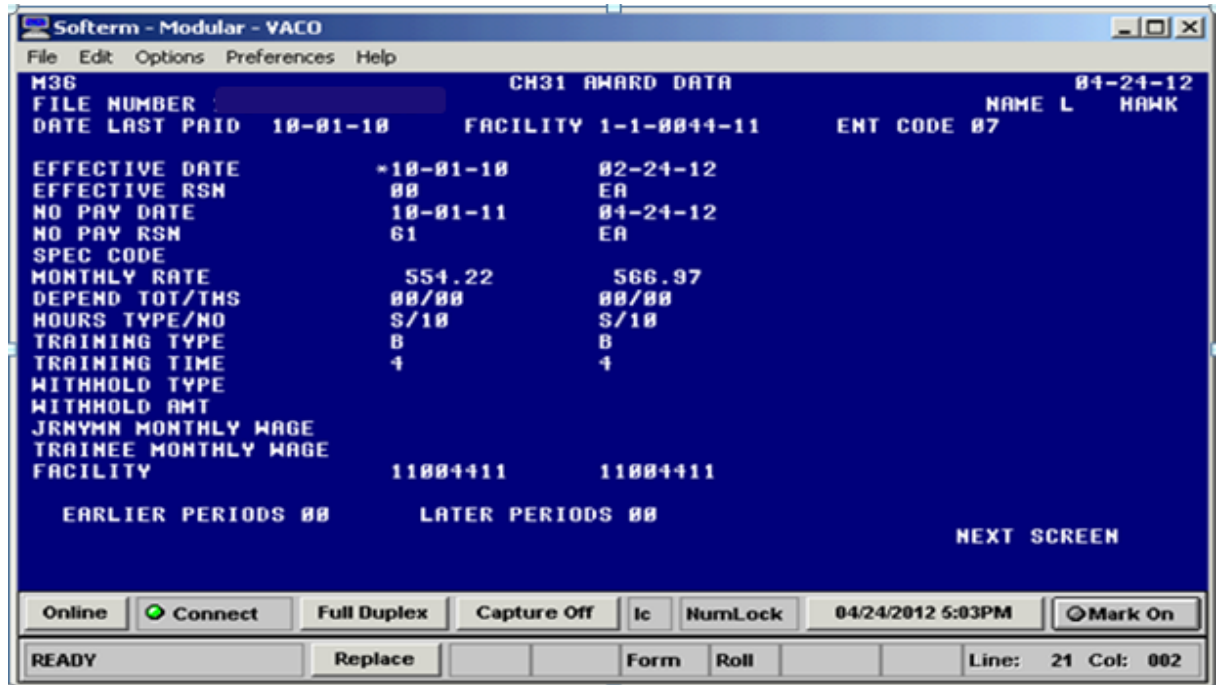 Softerm - Modular - VACO
File Edit Options Preferences Help
M36 CH31 AWARD DATA 04-24-12
FILE NUMBER NAME L HAWK
DATE LAST PAID 10-01-10 FACILITY 1-1-0044-11 ENT CODE 07
EFFECTIVE DATE *10-01-10 02-24-12
EFFECTIVE RSN 00 EA
NO PAY DATE 10-01-11 04-24-12
NO PAY RSN 61 EA
SPEC CODE
MONTHLY RATE 554.22 566.97
DEPEND TOT/THS 00/00 00/00
HOURS TYPE/NO S/10 S/10
TRAINING TYPE B B
TRAINING TIME 4 4
WITHHOLD TYPE
WITHHOLD AMT
JRNYMN MONTHLY WAGE
TRAINEE MONTHLY WAGE
FACILITY 11004411 11004411
EARLIER PERIODS 00 LATER PERIODS 00
NEXT SCREEN
Online Connect Full Duplex Capture Off Ic NumLock 04/24/2012 5:03PM Mark On
READY Replace Form Roll Line: 21 Col: 002